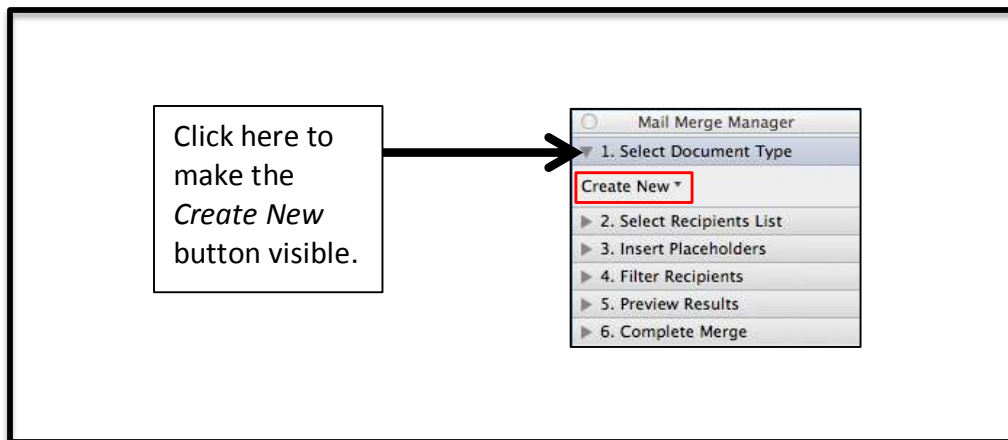 Click here to
make the
Create New
button visible.
Mail Merge Manager
1. Select Document Type
Create New
2. Select Recipients List
3. Insert Placeholders
4. Filter Recipients
5. Preview Results
6. Complete Merge